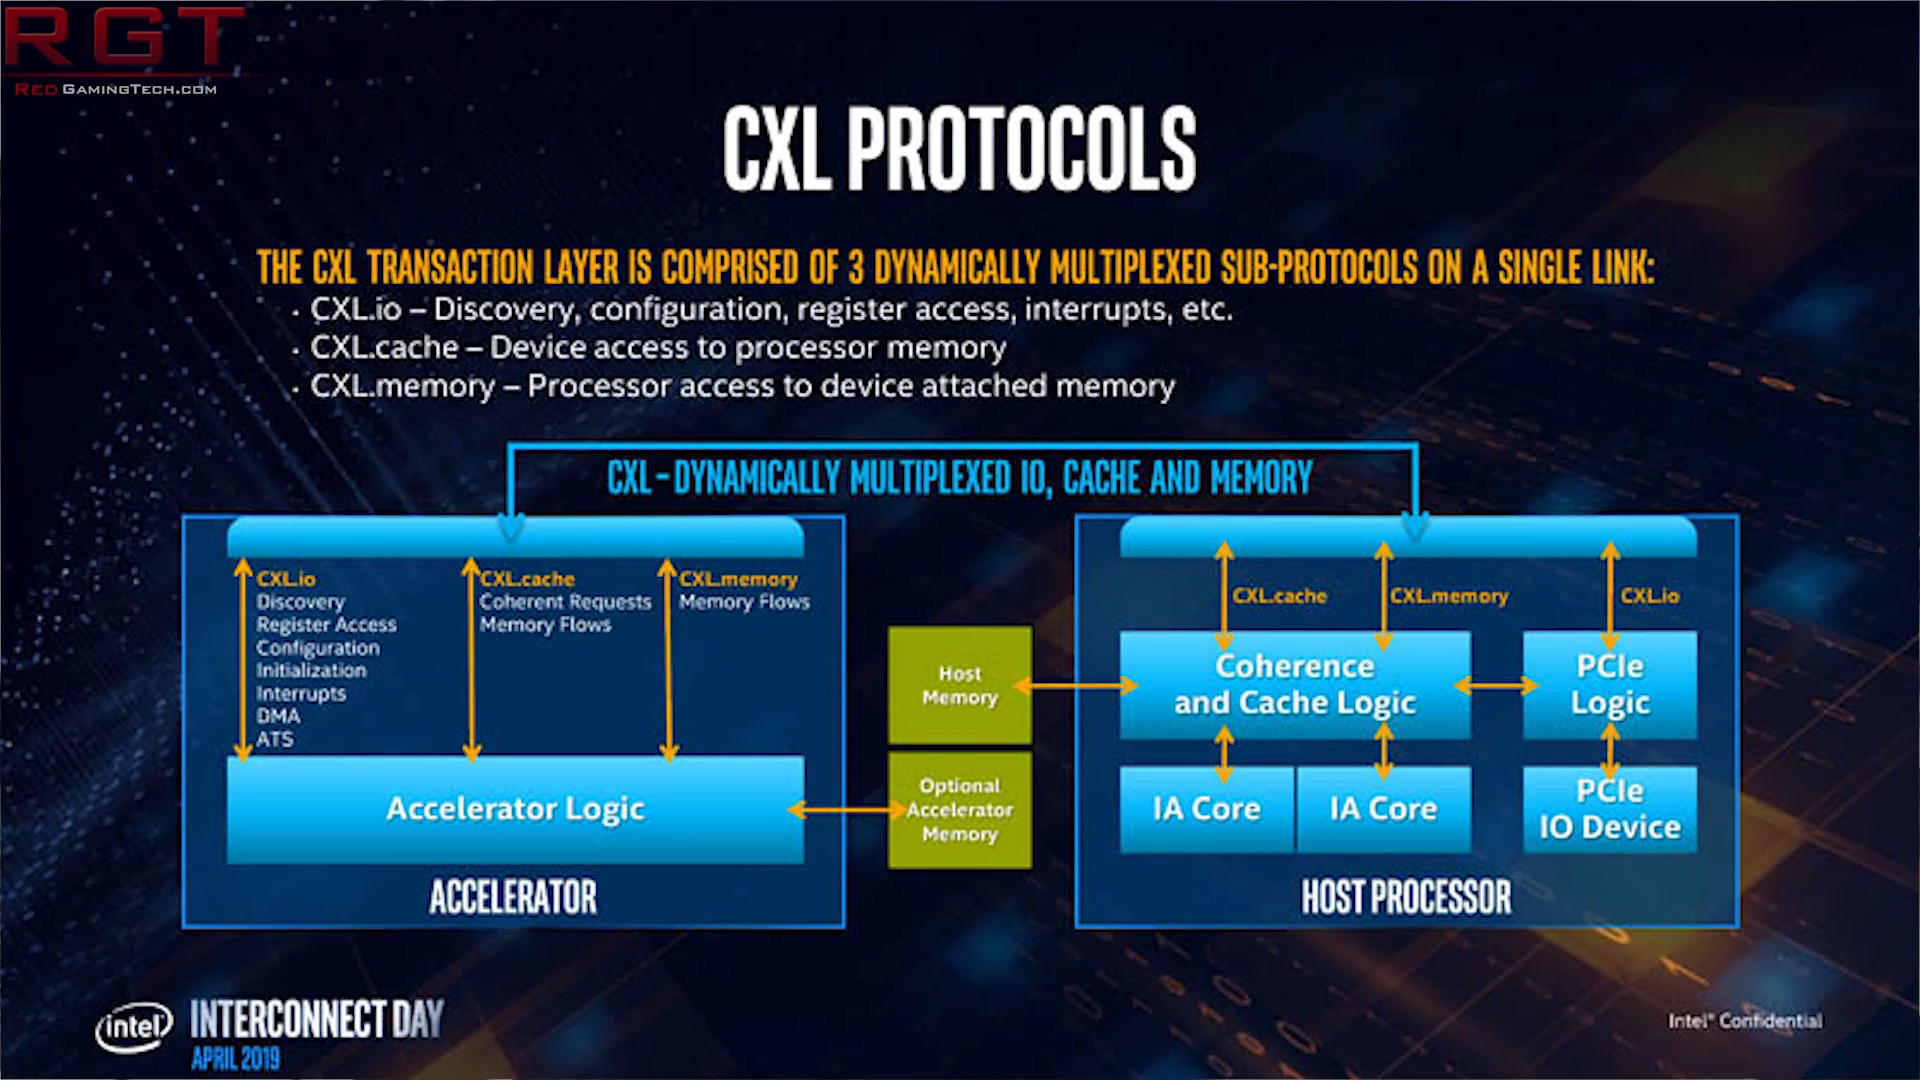 RGT
REDGAMINGTECH.COM
CXL PROTOCOLS
THE CXL TRANSACTION LAYER IS COMPRISED OF 3 DYNAMICALLY MULTIPLEXED SUB-PROTOCOLS ON A SINGLE LINK:
· CXL.io – Discovery, configuration, register access, interrupts, etc.
· CXL.cache – Device access to processor memory
· CXL.memory – Processor access to device attached memory
CXL – DYNAMICALLY MULTIPLEXED IO, CACHE AND MEMORY
CXL.io
Discovery
Register Access
Configuration
Initialization
Interrupts
DMA
ATS
CXL.cache
Coherent Requests
Memory Flows
CXL.memory
Memory Flows
Accelerator Logic
ACCELERATOR
Host
Memory
Optional
Accelerator
Memory
CXL.cache
CXL.memory
CXL.io
Coherence
and Cache Logic
PCIe
Logic
IA Core
IA Core
PCIe
IO Device
HOST PROCESSOR
intel
INTERCONNECT DAY
APRIL 2019
Intel® Confidential